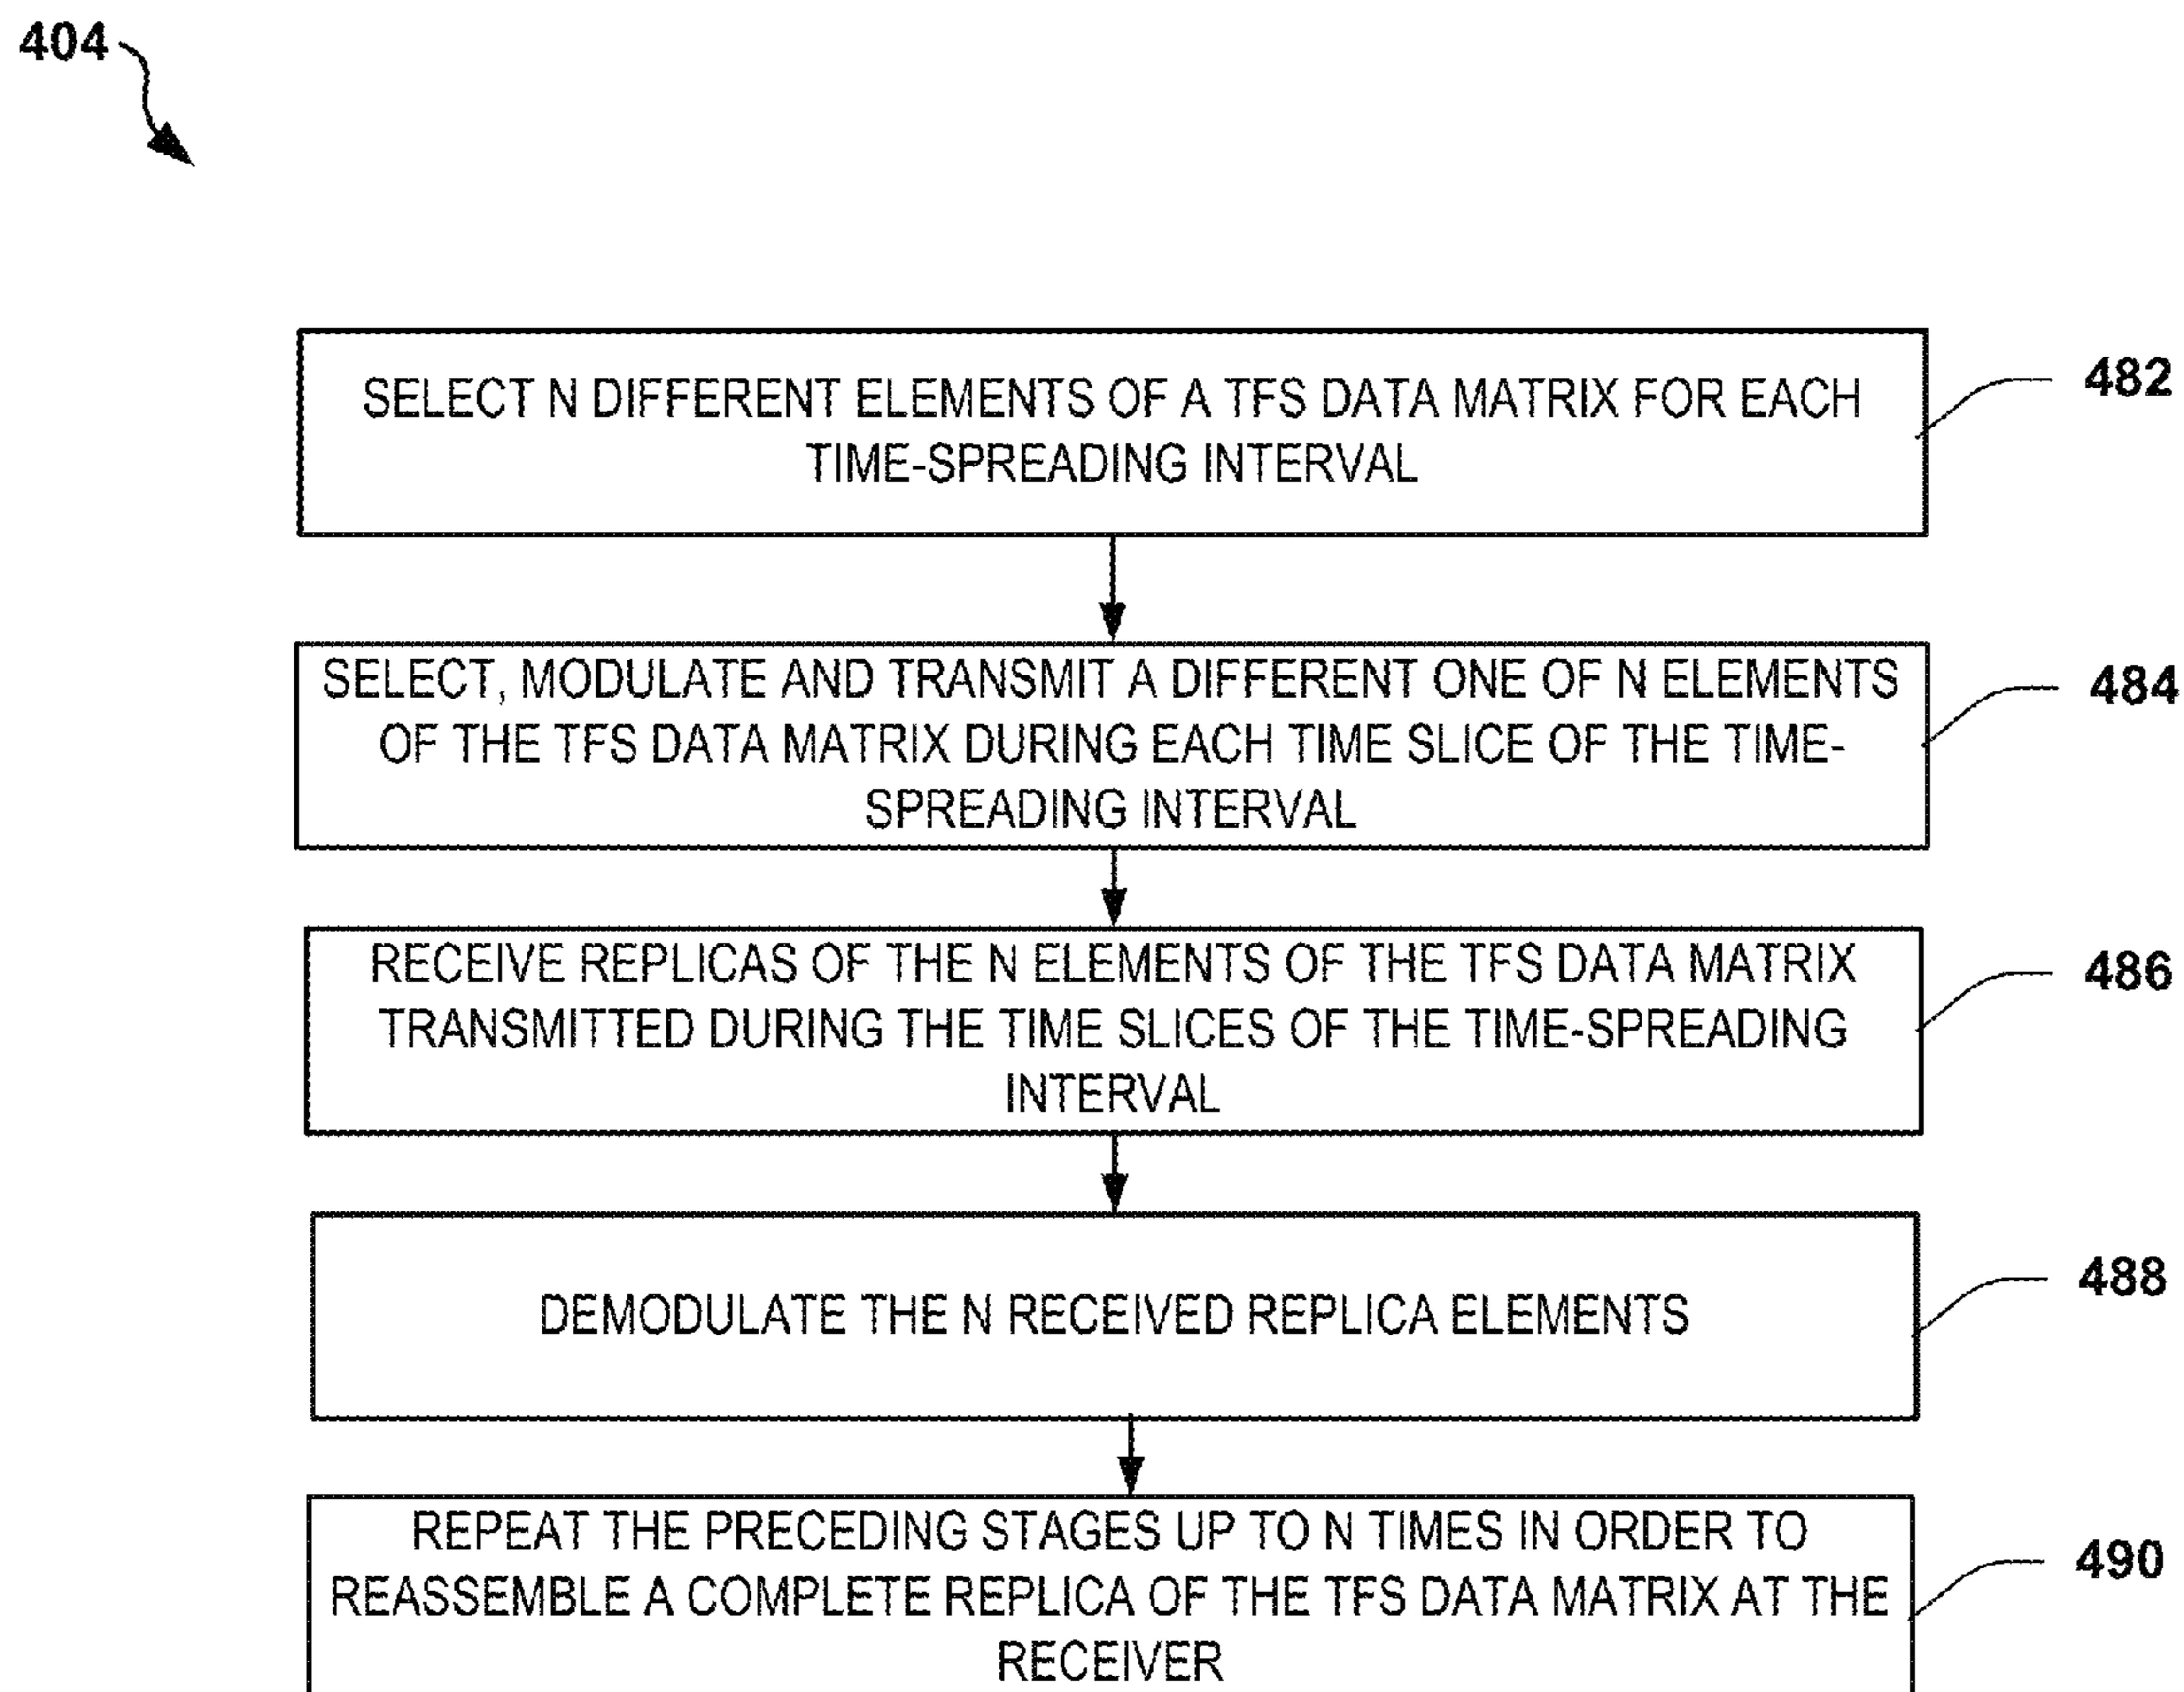 404
SELECT N DIFFERENT ELEMENTS OF A TFS DATA MATRIX FOR EACH
TIME-SPREADING INTERVAL
482
SELECT, MODULATE AND TRANSMIT A DIFFERENT ONE OF N ELEMENTS
OF THE TFS DATA MATRIX DURING EACH TIME SLICE OF THE TIME-
SPREADING INTERVAL
484
RECEIVE REPLICAS OF THE N ELEMENTS OF THE TFS DATA MATRIX
TRANSMITTED DURING THE TIME SLICES OF THE TIME-SPREADING
INTERVAL
486
DEMODULATE THE N RECEIVED REPLICA ELEMENTS
488
REPEAT THE PRECEDING STAGES UP TO N TIMES IN ORDER TO
REASSEMBLE A COMPLETE REPLICA OF THE TFS DATA MATRIX AT THE
RECEIVER
490